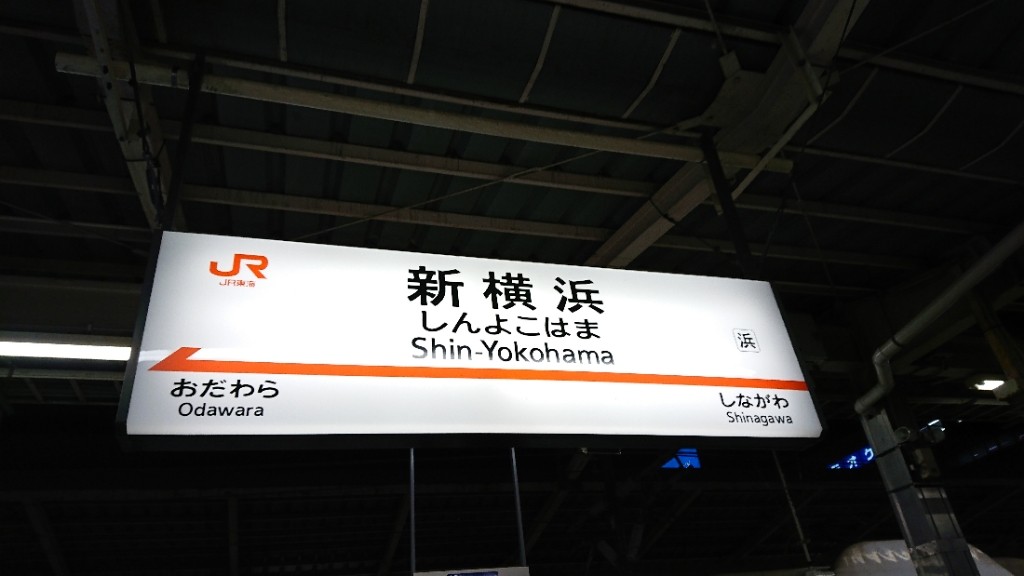 JR
JR東海
新横浜
しんよこはま
Shin-Yokohama
浜
おだわら
Odawara
しながわ
Shinagawa